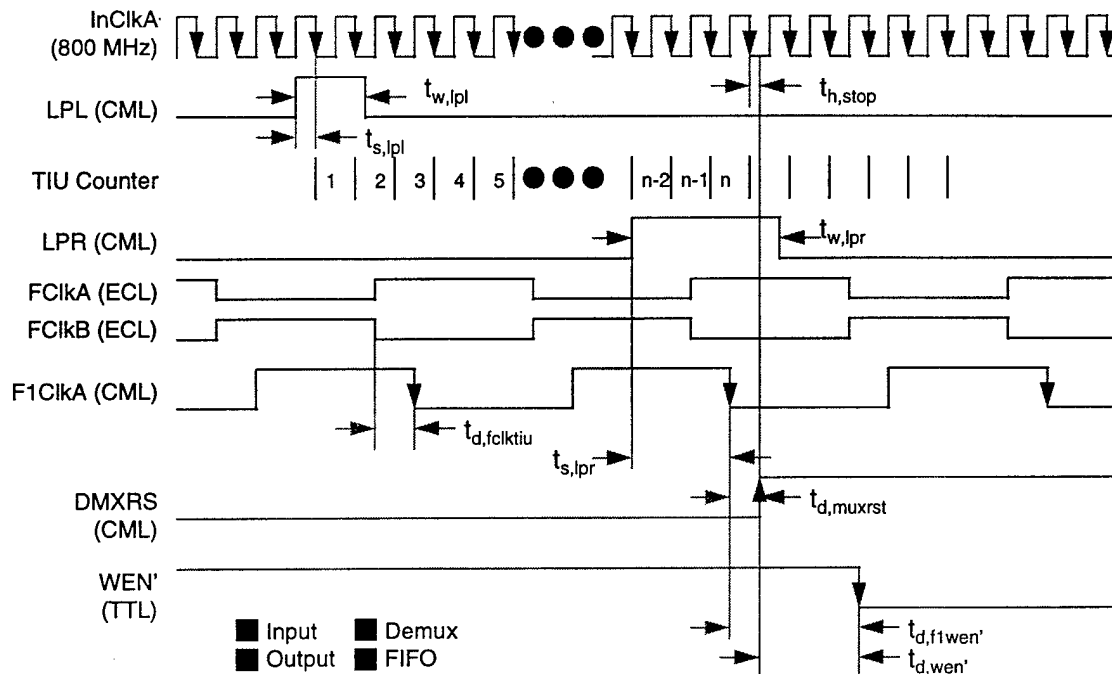 InClkA
(800 MHz)
LPL (CML)
t_w,lpl
t_h,stop
t_s,lpl
TIU Counter
1 2 3 4 5 n-2 n-1 n
LPR (CML)
t_w,lpr
FClkA (ECL)
FClkB (ECL)
F1ClkA (CML)
t_d,fclktiu
t_s,lpr
DMXRS
(CML)
t_d,muxrst
WEN'
(TTL)
Input Demux
Output FIFO
t_d,f1wen'
t_d,wen'